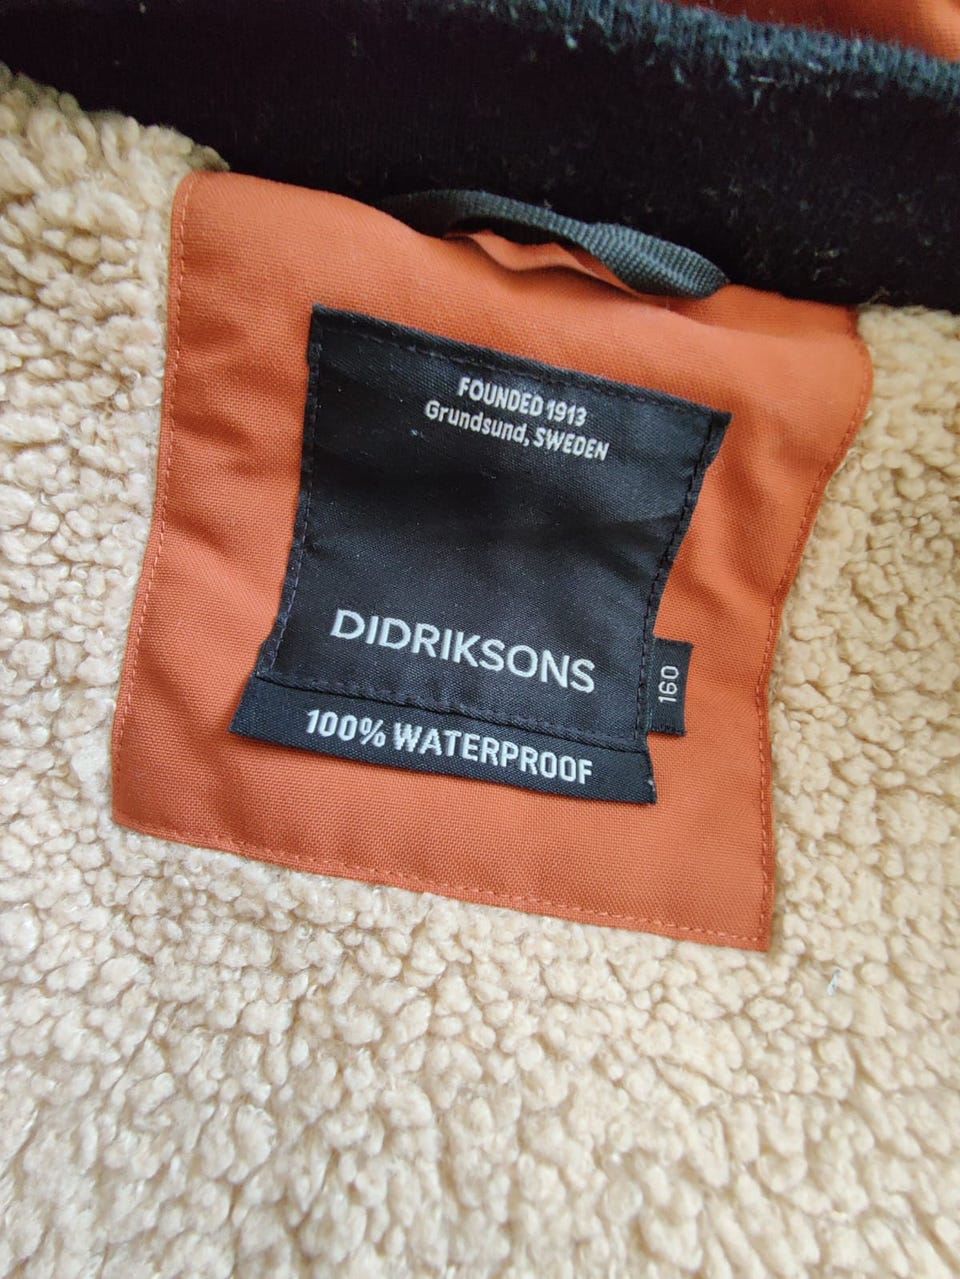 FOUNDED 1913
Grundsund, SWEDEN
DIDRIKSONS
160
100% WATERPROOF